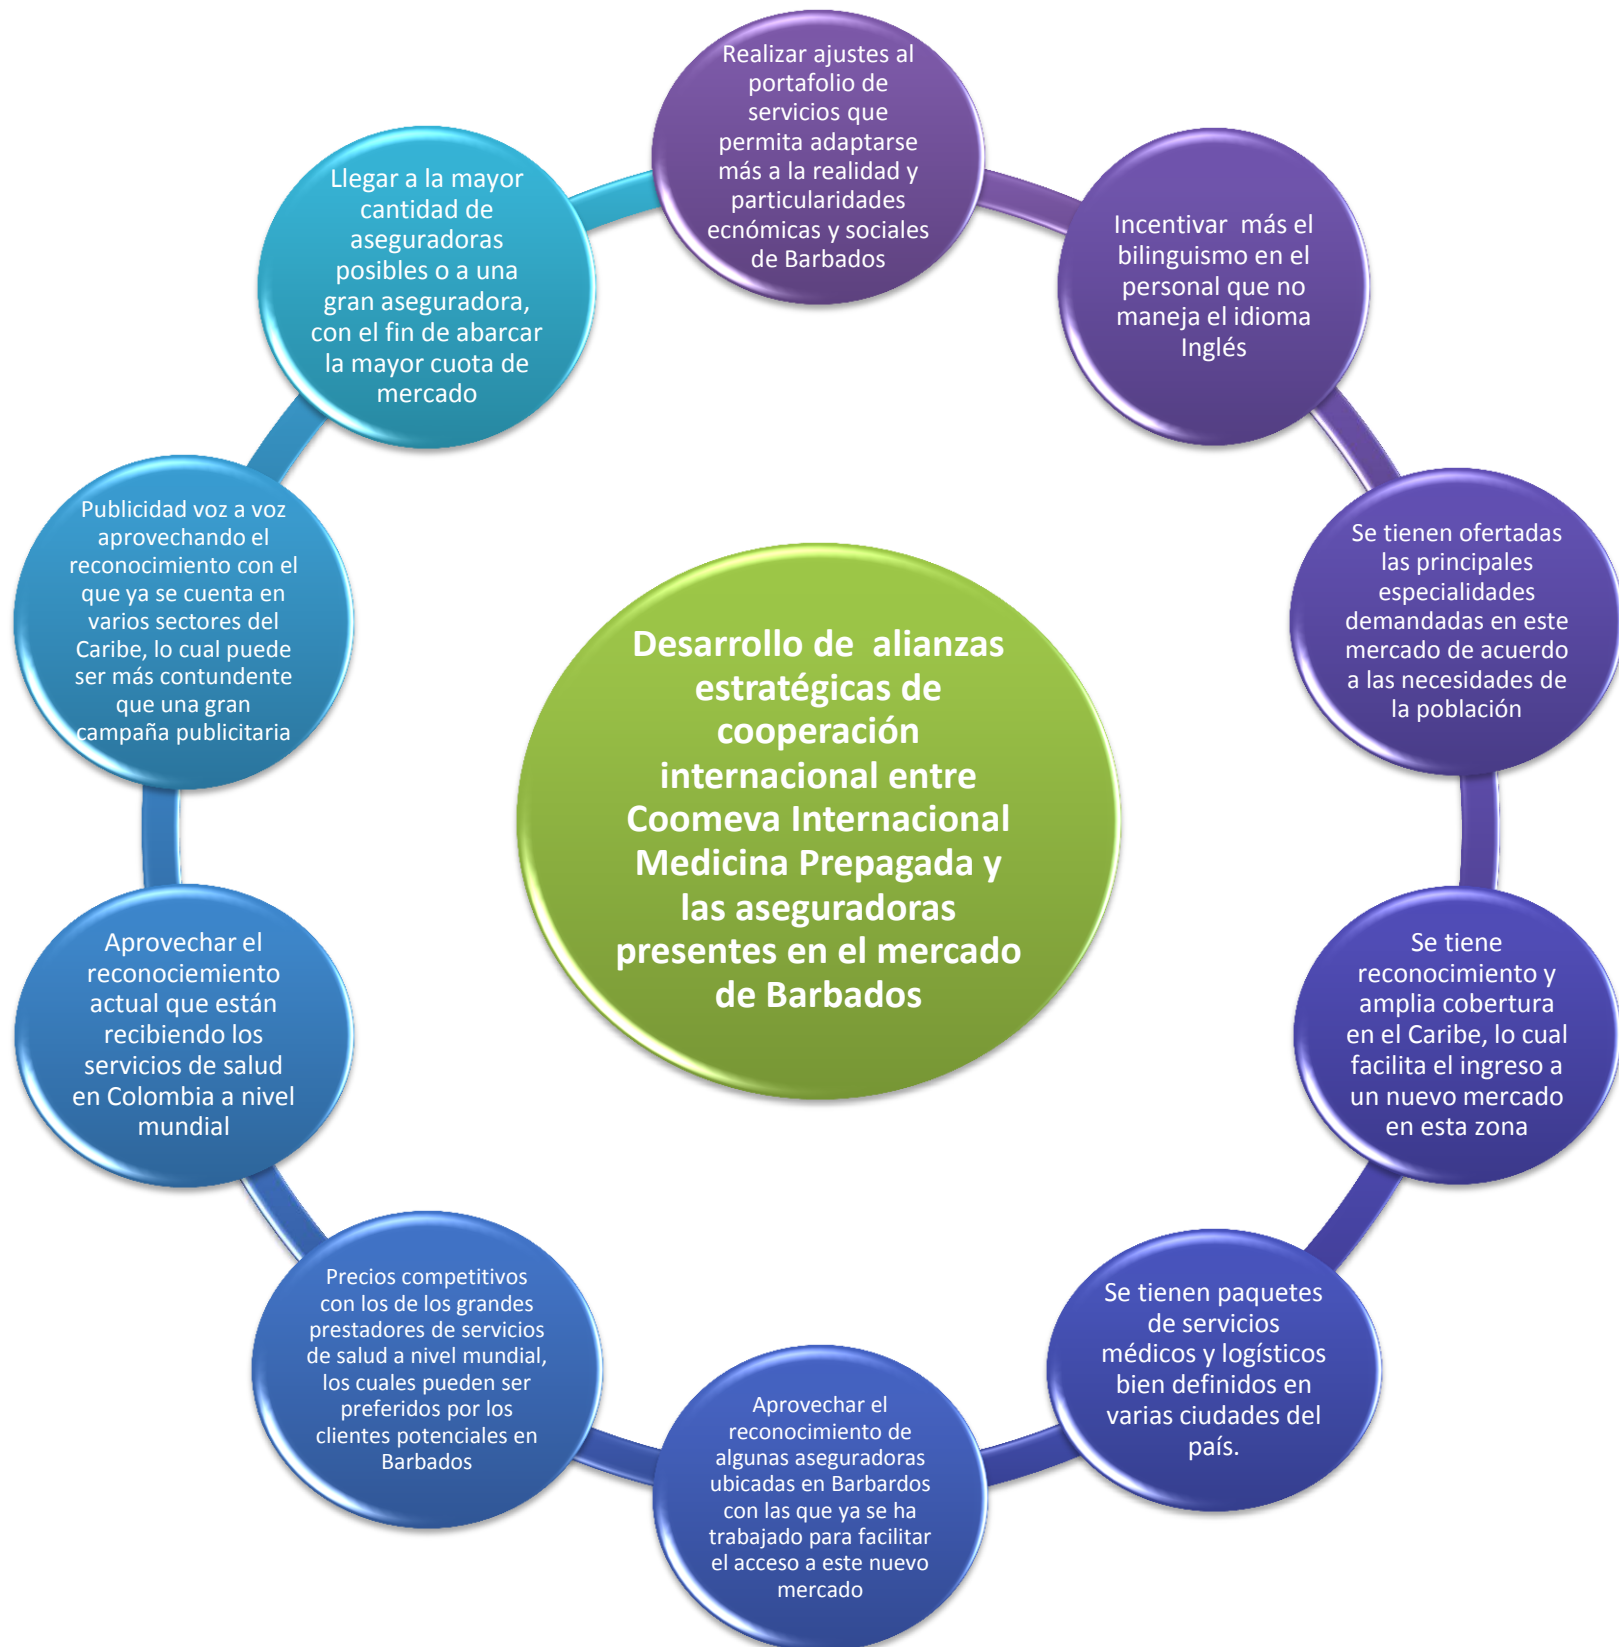 Realizar ajustes al
portafolio de
servicios que
permita adaptarse
más a la realidad y
particularidades
ecnómicas y sociales
de Barbados
Incentivar  más el
bilinguismo en el
personal que no
maneja el idioma
Inglés
Se tienen ofertadas
las principales
especialidades
demandadas en este
mercado de acuerdo
a las necesidades de
la población
Se tiene
reconocimiento y
amplia cobertura
en el Caribe, lo cual
facilita el ingreso a
un nuevo mercado
en esta zona
Se tienen paquetes
de servicios
médicos y logísticos
bien definidos en
varias ciudades del
país.
Aprovechar el
reconocimiento de
algunas aseguradoras
ubicadas en Barbardos
con las que ya se ha
trabajado para facilitar
el acceso a este nuevo
mercado
Precios competitivos
con los de los grandes
prestadores de servicios
de salud a nivel mundial,
los cuales pueden ser
preferidos por los
clientes potenciales en
Barbados
Aprovechar el
reconociemiento
actual que están
recibiendo los
servicios de salud
en Colombia a nivel
mundial
Publicidad voz a voz
aprovechando el
reconocimiento con el
que ya se cuenta en
varios sectores del
Caribe, lo cual puede
ser más contundente
que una gran
campaña publicitaria
Llegar a la mayor
cantidad de
aseguradoras
posibles o a una
gran aseguradora,
con el fin de abarcar
la mayor cuota de
mercado
Desarrollo de  alianzas
estratégicas de
cooperación
internacional entre
Coomeva Internacional
Medicina Prepagada y
las aseguradoras
presentes en el mercado
de Barbados